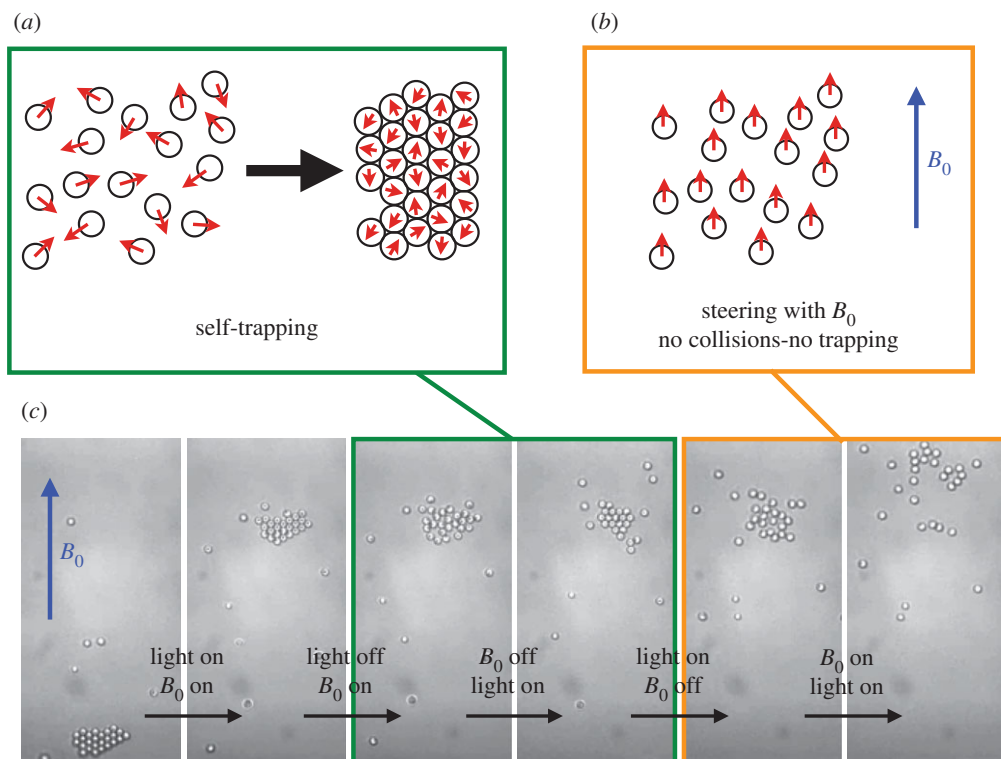 (a)
(b)
B0
self-trapping
steering with B0
no collisions-no trapping
(c)
B0
light on
B0 on
light off
B0 on
B0 off
light on
light on
B0 off
B0 on
light on